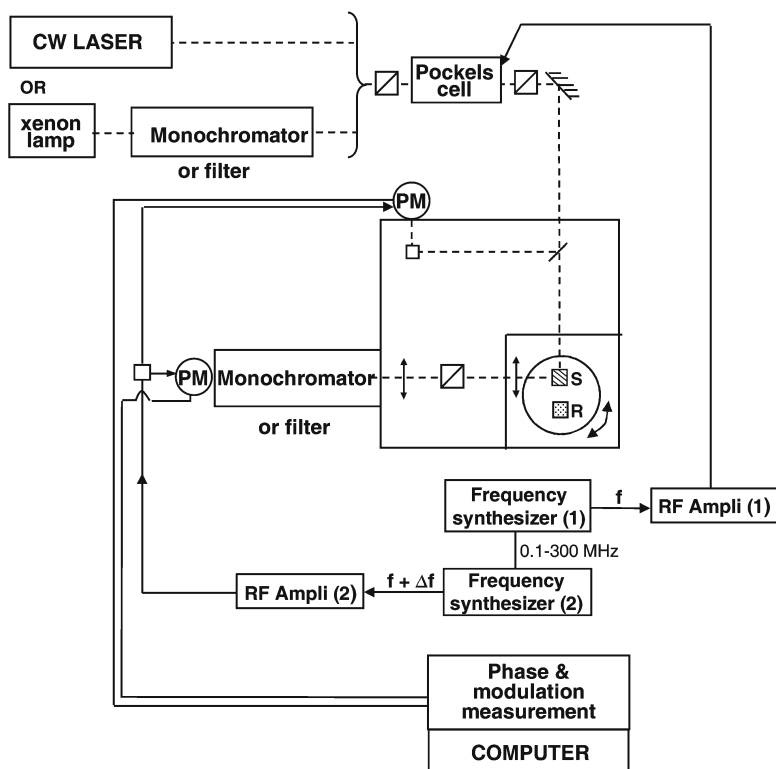 CW LASER
OR
xenon
lamp
Monochromator
or filter
Pockels
cell
PM
PM
Monochromator
or filter
S
R
Frequency
synthesizer (1)
f
RF Ampli (1)
0.1-300 MHz
RF Ampli (2)
f + Δf
Frequency
synthesizer (2)
Phase &
modulation
measurement
COMPUTER